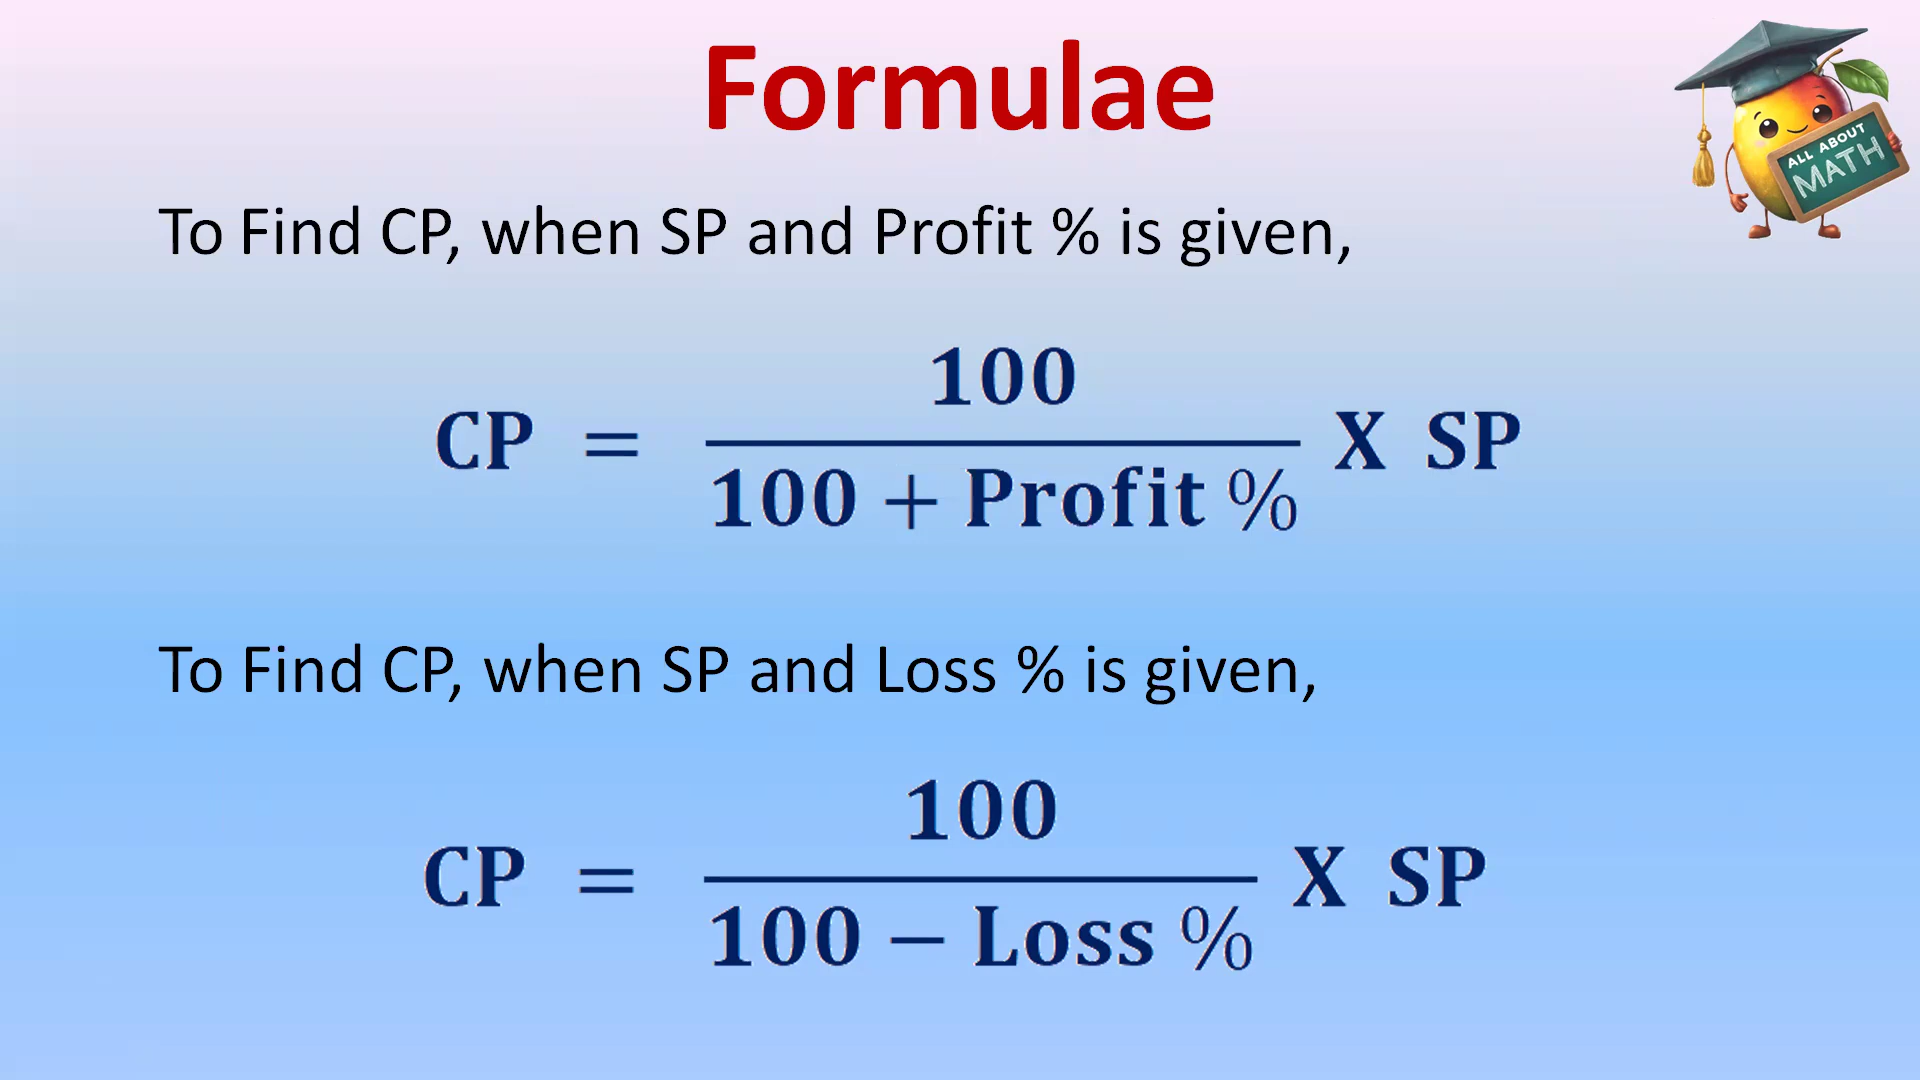 Formulae
ALL ABOUT
MATH
To Find CP, when SP and Profit % is given,
CP = 100 / 100 + Profit % X SP
To Find CP, when SP and Loss % is given,
CP = 100 / 100 − Loss % X SP